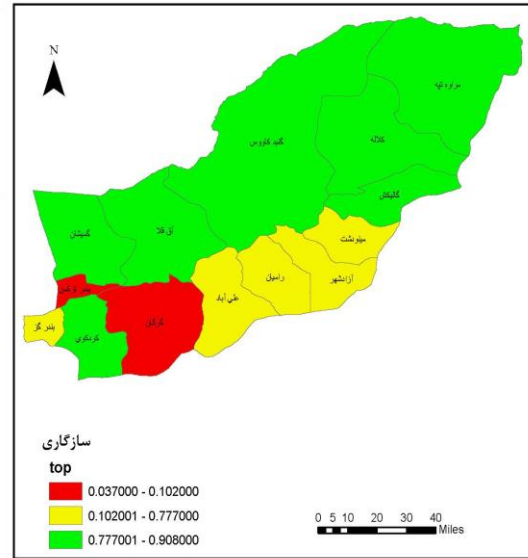 N
مراوه تپه
کلاله
گنبد کاووس
گالیکش
گمیشان
آق قلا
مینودشت
رامیان
آزادشهر
علی آباد
بندر ترکمن
گرگان
بندر گز
کردکوی
سازگاری
top
0.037000 - 0.102000
0.102001 - 0.777000
0.777001 - 0.908000
0 5 10 20 30 40
Miles